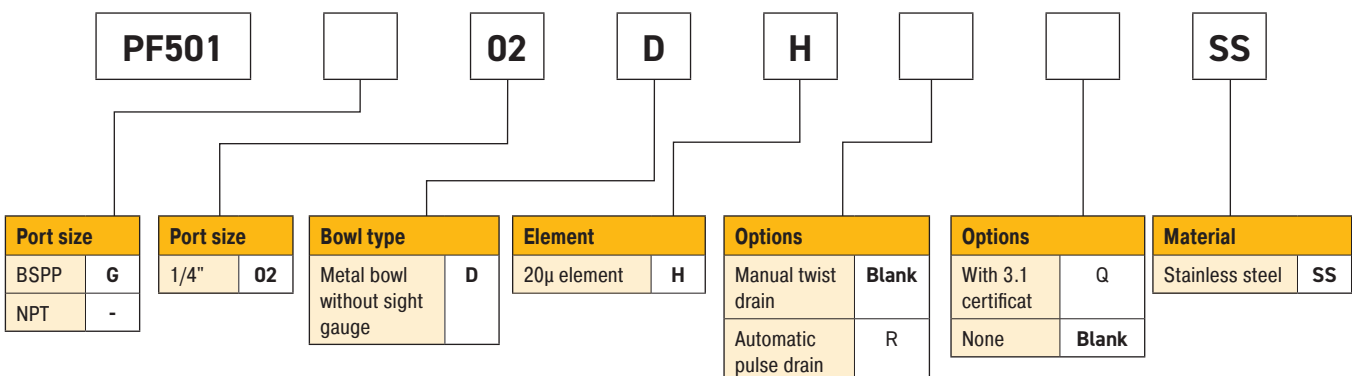 PF501 02 D H SS
Port size
BSPP G
NPT -
Port size
1/4" 02
Bowl type
Metal bowl D
without sight
gauge
Element
20µ element H
Options
Manual twist Blank
drain
Automatic R
pulse drain
Options
With 3.1 Q
certificat
None Blank
Material
Stainless steel SS